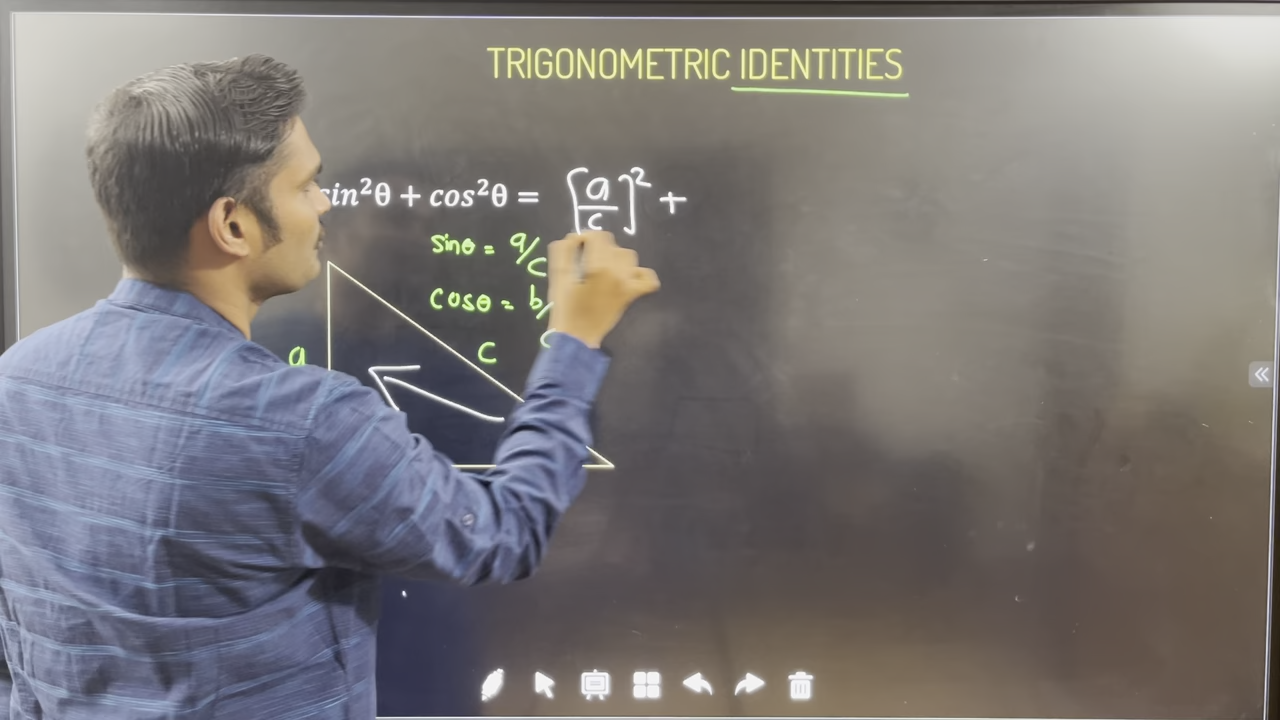 TRIGONOMETRIC IDENTITIES
sin²θ + cos²θ = [a/c]² +
sinθ = a/c
cosθ = b/
a
c